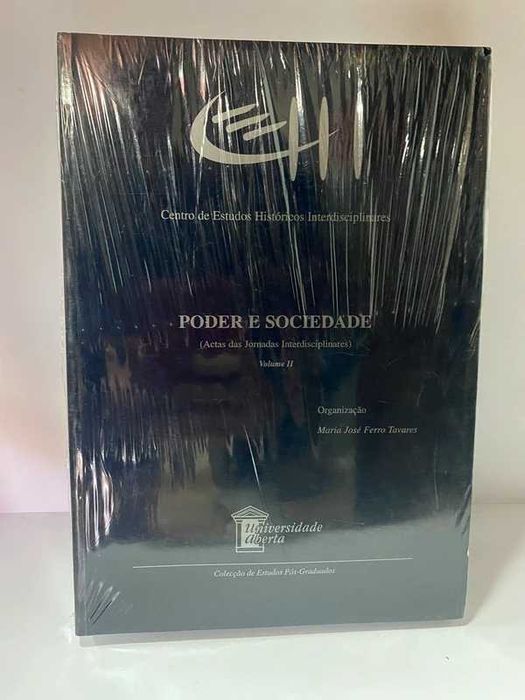 CEHI
Centro de Estudos Históricos Interdisciplinares
PODER E SOCIEDADE
(Actas das Jornadas Interdisciplinares)
Volume II
Organização
Maria José Ferro Tavares
Universidade
Aberta
Colecção de Estudos Pós-Graduados